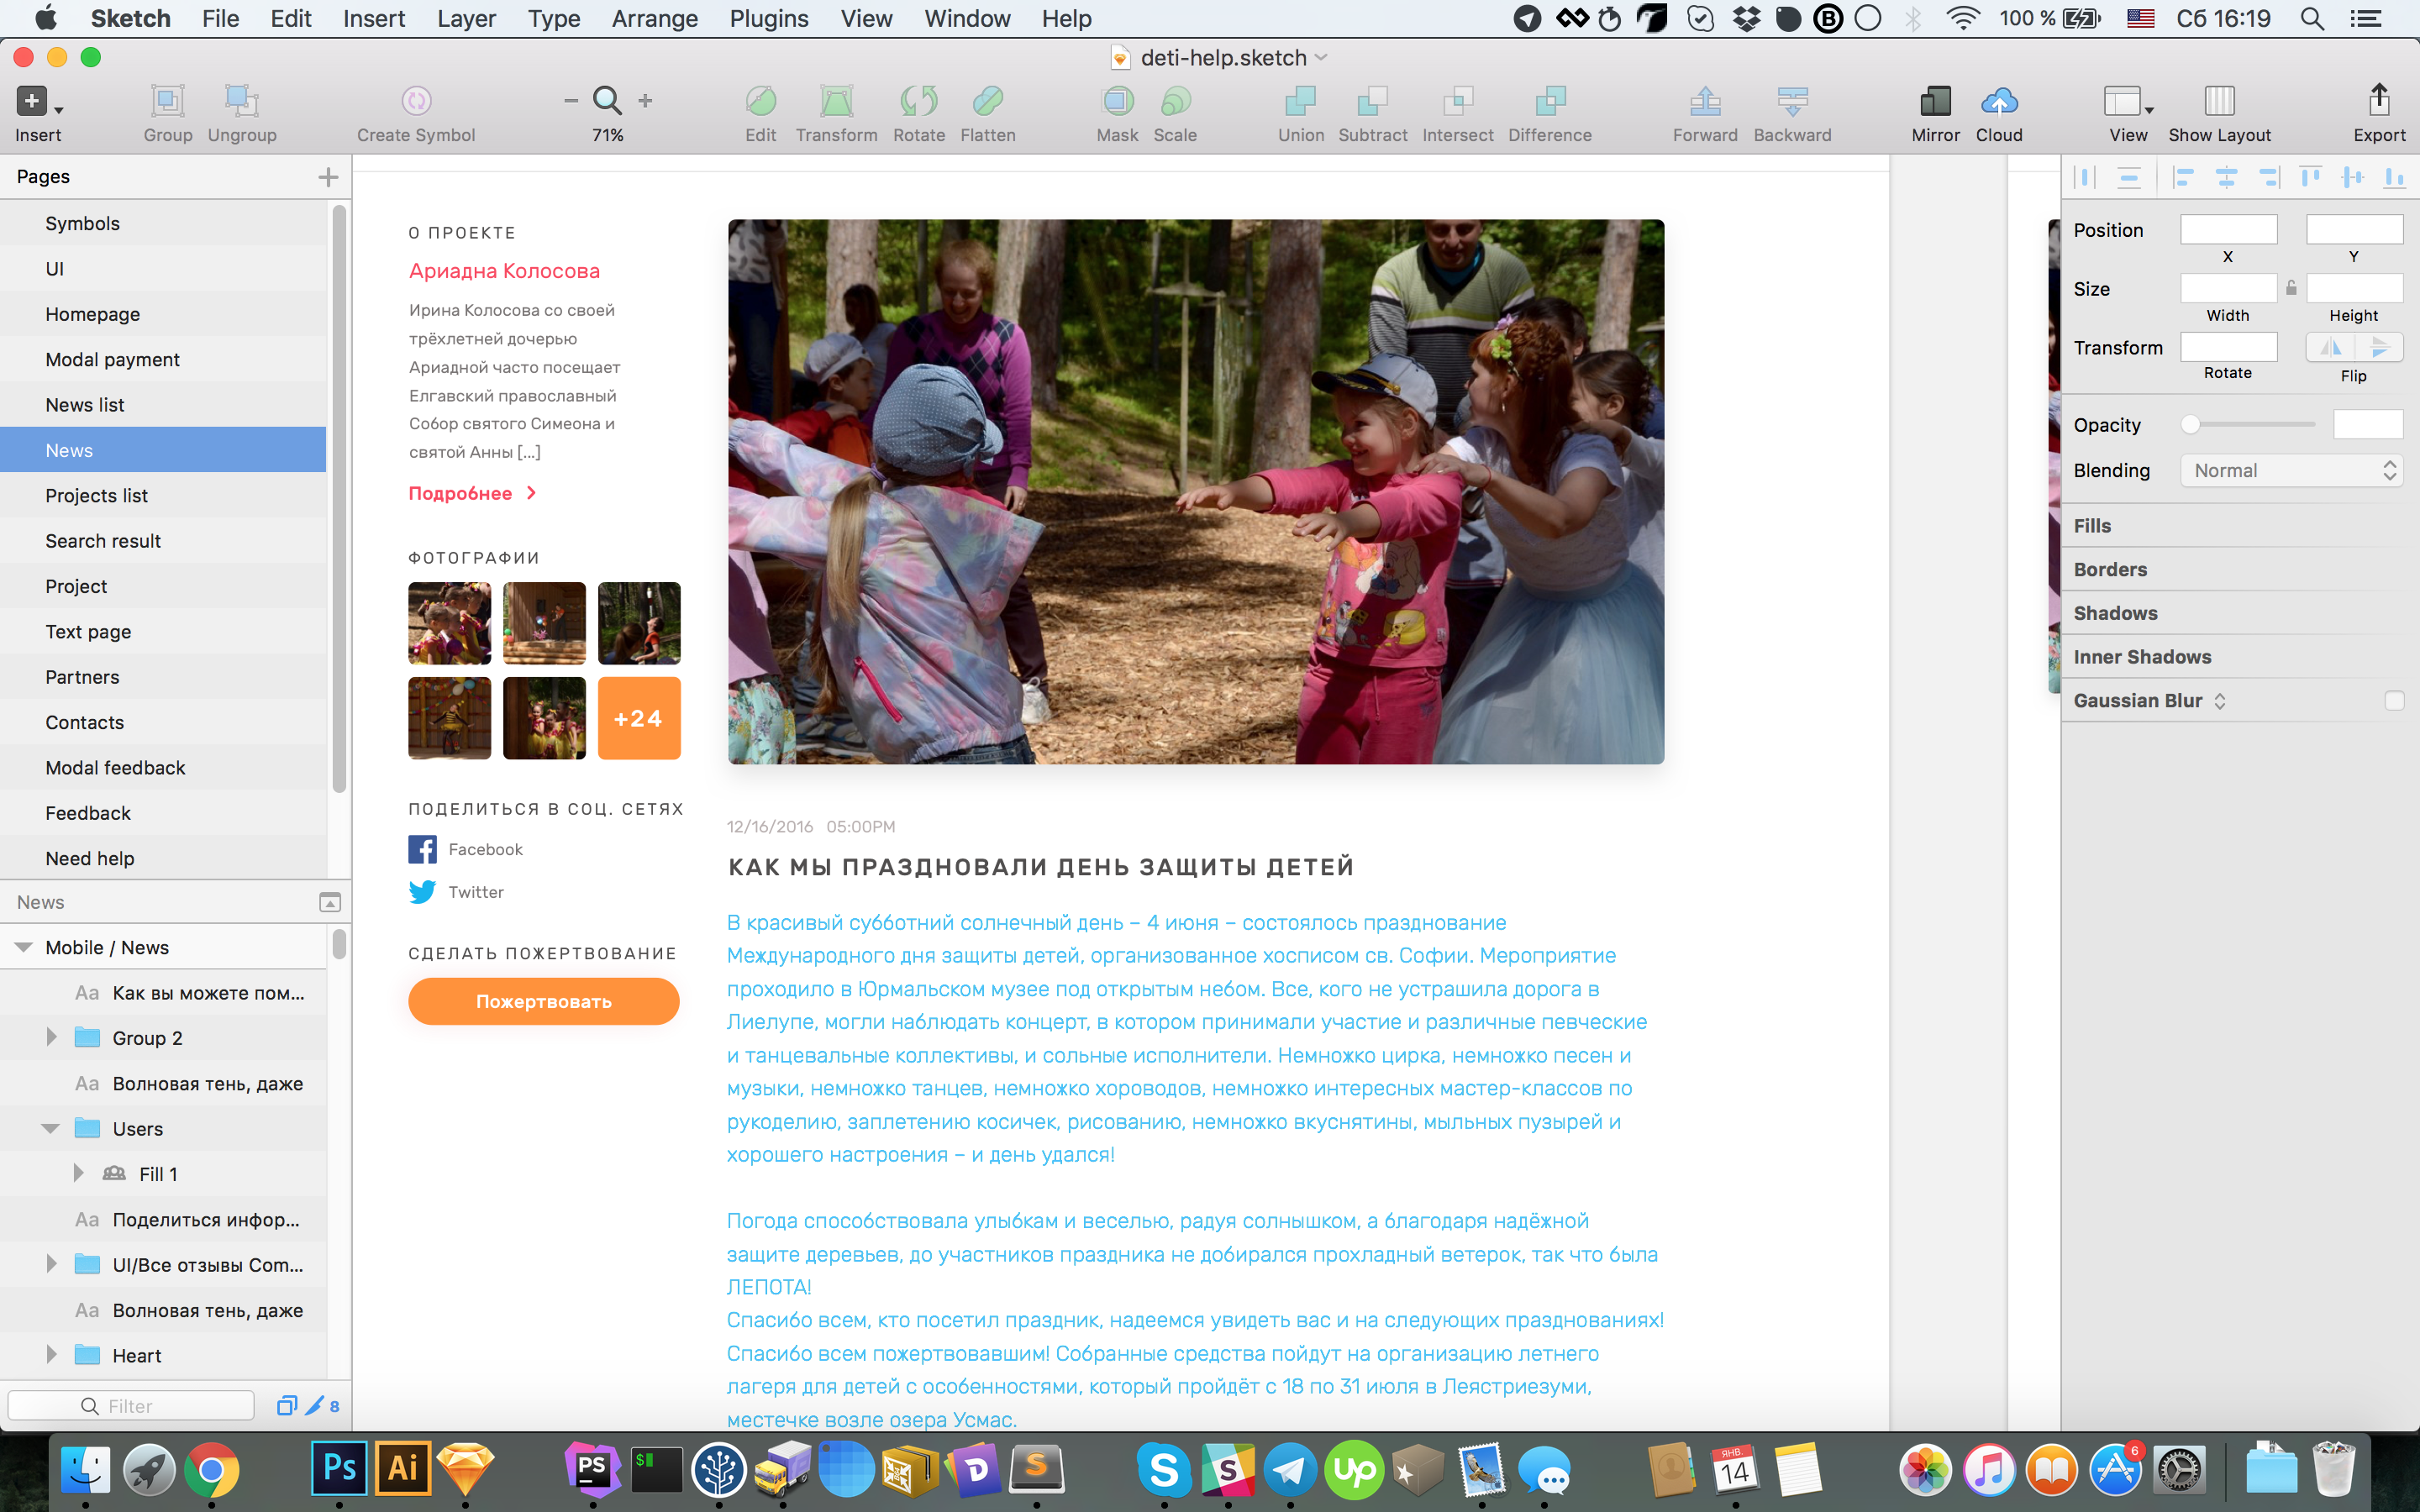 Sketch File Edit Insert Layer Type Arrange Plugins View Window Help
100 % Сб 16:19
deti-help.sketch
Insert Group Ungroup Create Symbol 71% Edit Transform Rotate Flatten Mask Scale Union Subtract Intersect Difference Forward Backward Mirror Cloud View Show Layout Export
Pages
Symbols
UI
Homepage
Modal payment
News list
News
Projects list
Search result
Project
Text page
Partners
Contacts
Modal feedback
Feedback
Need help
News
Mobile / News
Aa Как вы можете пом...
Group 2
Aa Волновая тень, даже
Users
Fill 1
Aa Поделиться инфор...
UI/Все отзывы Com...
Aa Волновая тень, даже
Heart
Filter
8
О ПРОЕКТЕ
Ариадна Колосова
Ирина Колосова со своей
трёхлетней дочерью
Ариадной часто посещает
Елгавский православный
Собор святого Симеона и
святой Анны [...]
Подробнее
ФОТОГРАФИИ
+24
ПОДЕЛИТЬСЯ В СОЦ. СЕТЯХ
Facebook
Twitter
СДЕЛАТЬ ПОЖЕРТВОВАНИЕ
Пожертвовать
12/16/2016 05:00PM
КАК МЫ ПРАЗДНОВАЛИ ДЕНЬ ЗАЩИТЫ ДЕТЕЙ
В красивый субботний солнечный день – 4 июня – состоялось празднование
Международного дня защиты детей, организованное хосписом св. Софии. Мероприятие
проходило в Юрмальском музее под открытым небом. Все, кого не устрашила дорога в
Лиелупе, могли наблюдать концерт, в котором принимали участие и различные певческие
и танцевальные коллективы, и сольные исполнители. Немножко цирка, немножко песен и
музыки, немножко танцев, немножко хороводов, немножко интересных мастер-классов по
рукоделию, заплетению косичек, рисованию, немножко вкуснятины, мыльных пузырей и
хорошего настроения – и день удался!
Погода способствовала улыбкам и веселью, радуя солнышком, а благодаря надёжной
защите деревьев, до участников праздника не добирался прохладный ветерок, так что была
ЛЕПОТА!
Спасибо всем, кто посетил праздник, надеемся увидеть вас и на следующих празднованиях!
Спасибо всем пожертвовавшим! Собранные средства пойдут на организацию летнего
лагеря для детей с особенностями, который пройдёт с 18 по 31 июля в Леястриезуми,
местечке возле озера Усмас.
Position
X Y
Size
Width Height
Transform
Rotate Flip
Opacity
Blending Normal
Fills
Borders
Shadows
Inner Shadows
Gaussian Blur
Ps Ai PS $ D S S S Up ЯНВ. 14 6